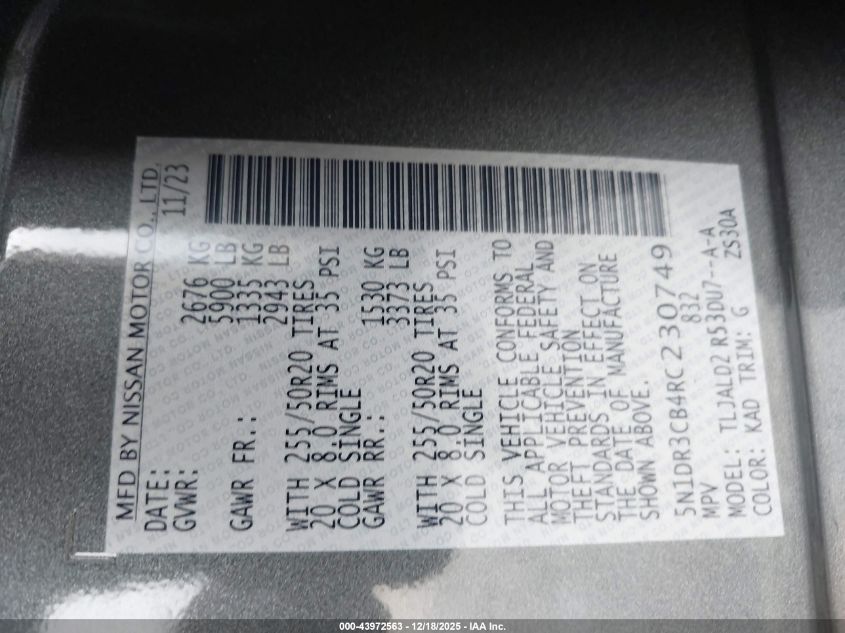 MFD BY NISSAN MOTOR CO., LTD.
DATE: 11/23
GVWR: 2676 KG
5900 LB
GAWR FR.: 1335 KG
2943 LB
WITH 255/50R20 TIRES
20 X 8.0 RIMS AT 35 PSI
COLD SINGLE
GAWR RR.: 1530 KG
3373 LB
WITH 255/50R20 TIRES
20 X 8.0 RIMS AT 35 PSI
COLD SINGLE
THIS VEHICLE CONFORMS TO
ALL APPLICABLE FEDERAL
MOTOR VEHICLE SAFETY AND
THEFT PREVENTION
STANDARDS IN EFFECT ON
THE DATE OF MANUFACTURE
SHOWN ABOVE.
5N1DR3CB4RC230749
MPV 832
MODEL: TLJALD2 R530U7--A-A
COLOR: KAD TRIM: G ZS30A
000-43972563 - 12/18/2025 - IAA Inc.